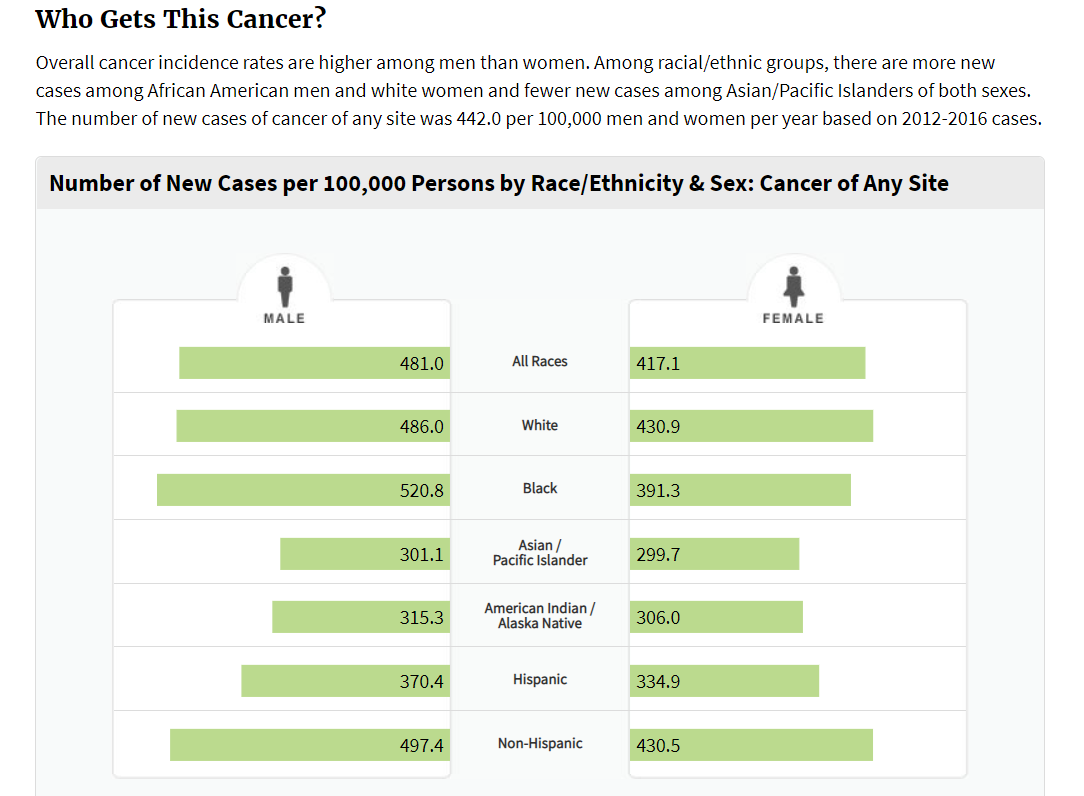 Who Gets This Cancer?
Overall cancer incidence rates are higher among men than women. Among racial/ethnic groups, there are more new
cases among African American men and white women and fewer new cases among Asian/Pacific Islanders of both sexes.
The number of new cases of cancer of any site was 442.0 per 100,000 men and women per year based on 2012-2016 cases.
Number of New Cases per 100,000 Persons by Race/Ethnicity & Sex: Cancer of Any Site
MALE FEMALE
481.0 All Races 417.1
486.0 White 430.9
520.8 Black 391.3
301.1 Asian / 299.7
Pacific Islander
315.3 American Indian / 306.0
Alaska Native
370.4 Hispanic 334.9
497.4 Non-Hispanic 430.5